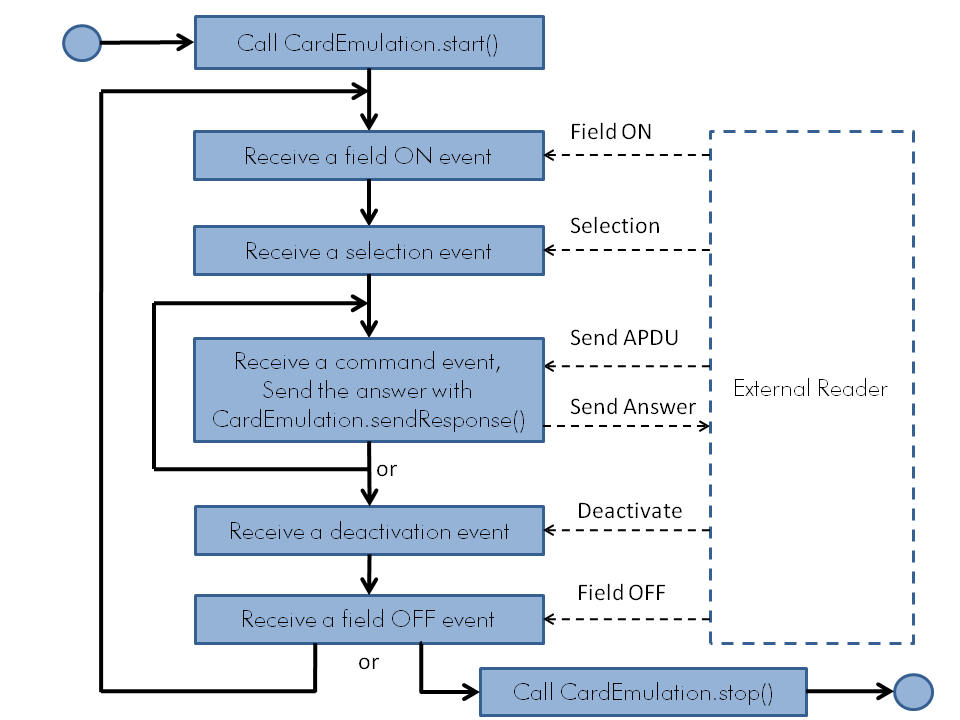 Call CardEmulation.start()
Field ON
Receive a field ON event
Selection
Receive a selection event
Send APDU
Receive a command event,
Send the answer with
CardEmulation.sendResponse()
Send Answer
External Reader
or
Deactivate
Receive a deactivation event
Field OFF
Receive a field OFF event
or
Call CardEmulation.stop()